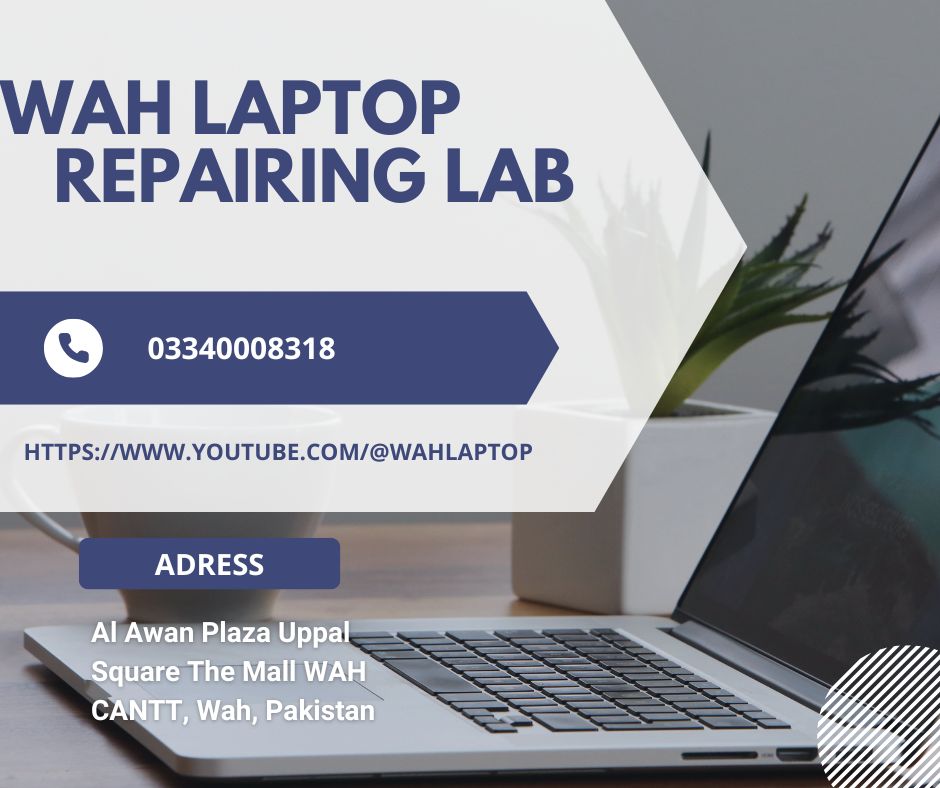 WAH LAPTOP
REPAIRING LAB
03340008318
HTTPS://WWW.YOUTUBE.COM/@WAHLAPTOP
ADRESS
Al Awan Plaza Uppal
Square The Mall WAH
CANTT, Wah, Pakistan